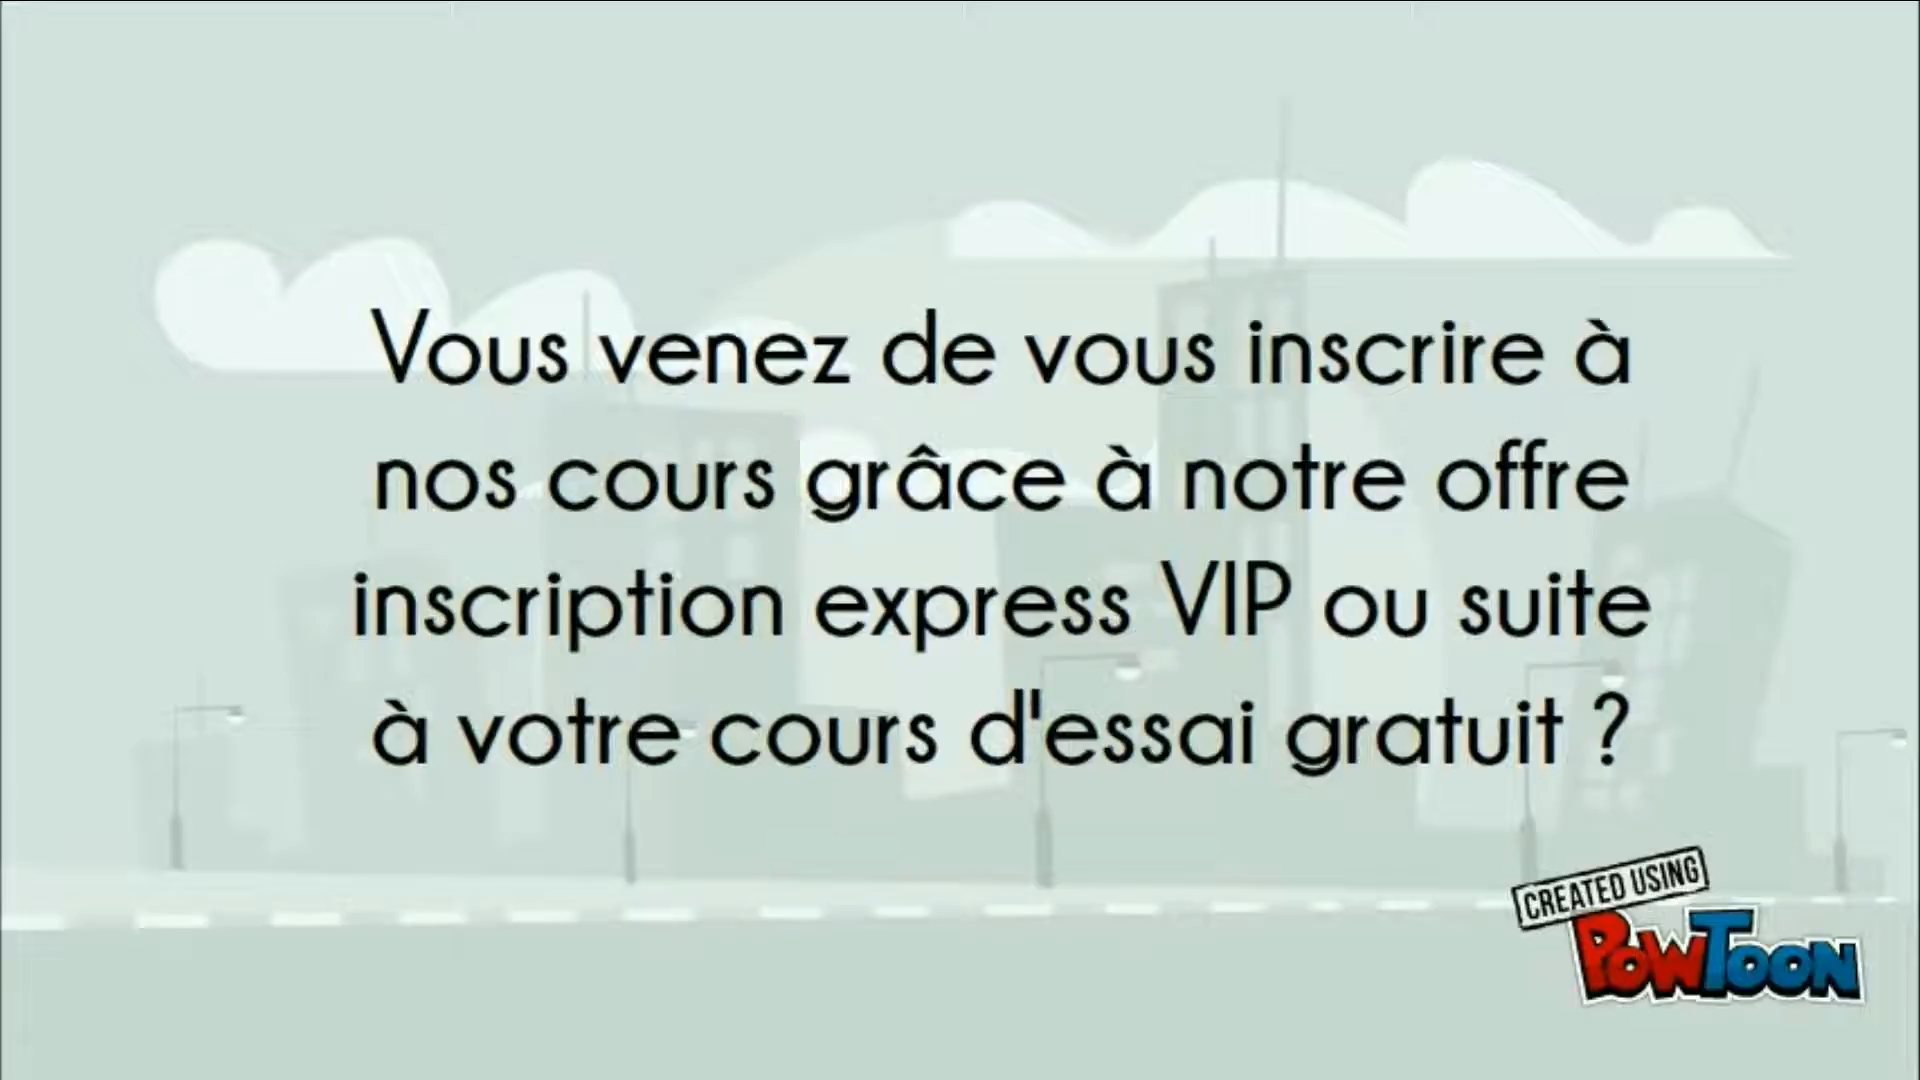 Vous venez de vous inscrire à
nos cours grâce à notre offre
inscription express VIP ou suite
à votre cours d'essai gratuit ?
CREATED USING
POWTOON